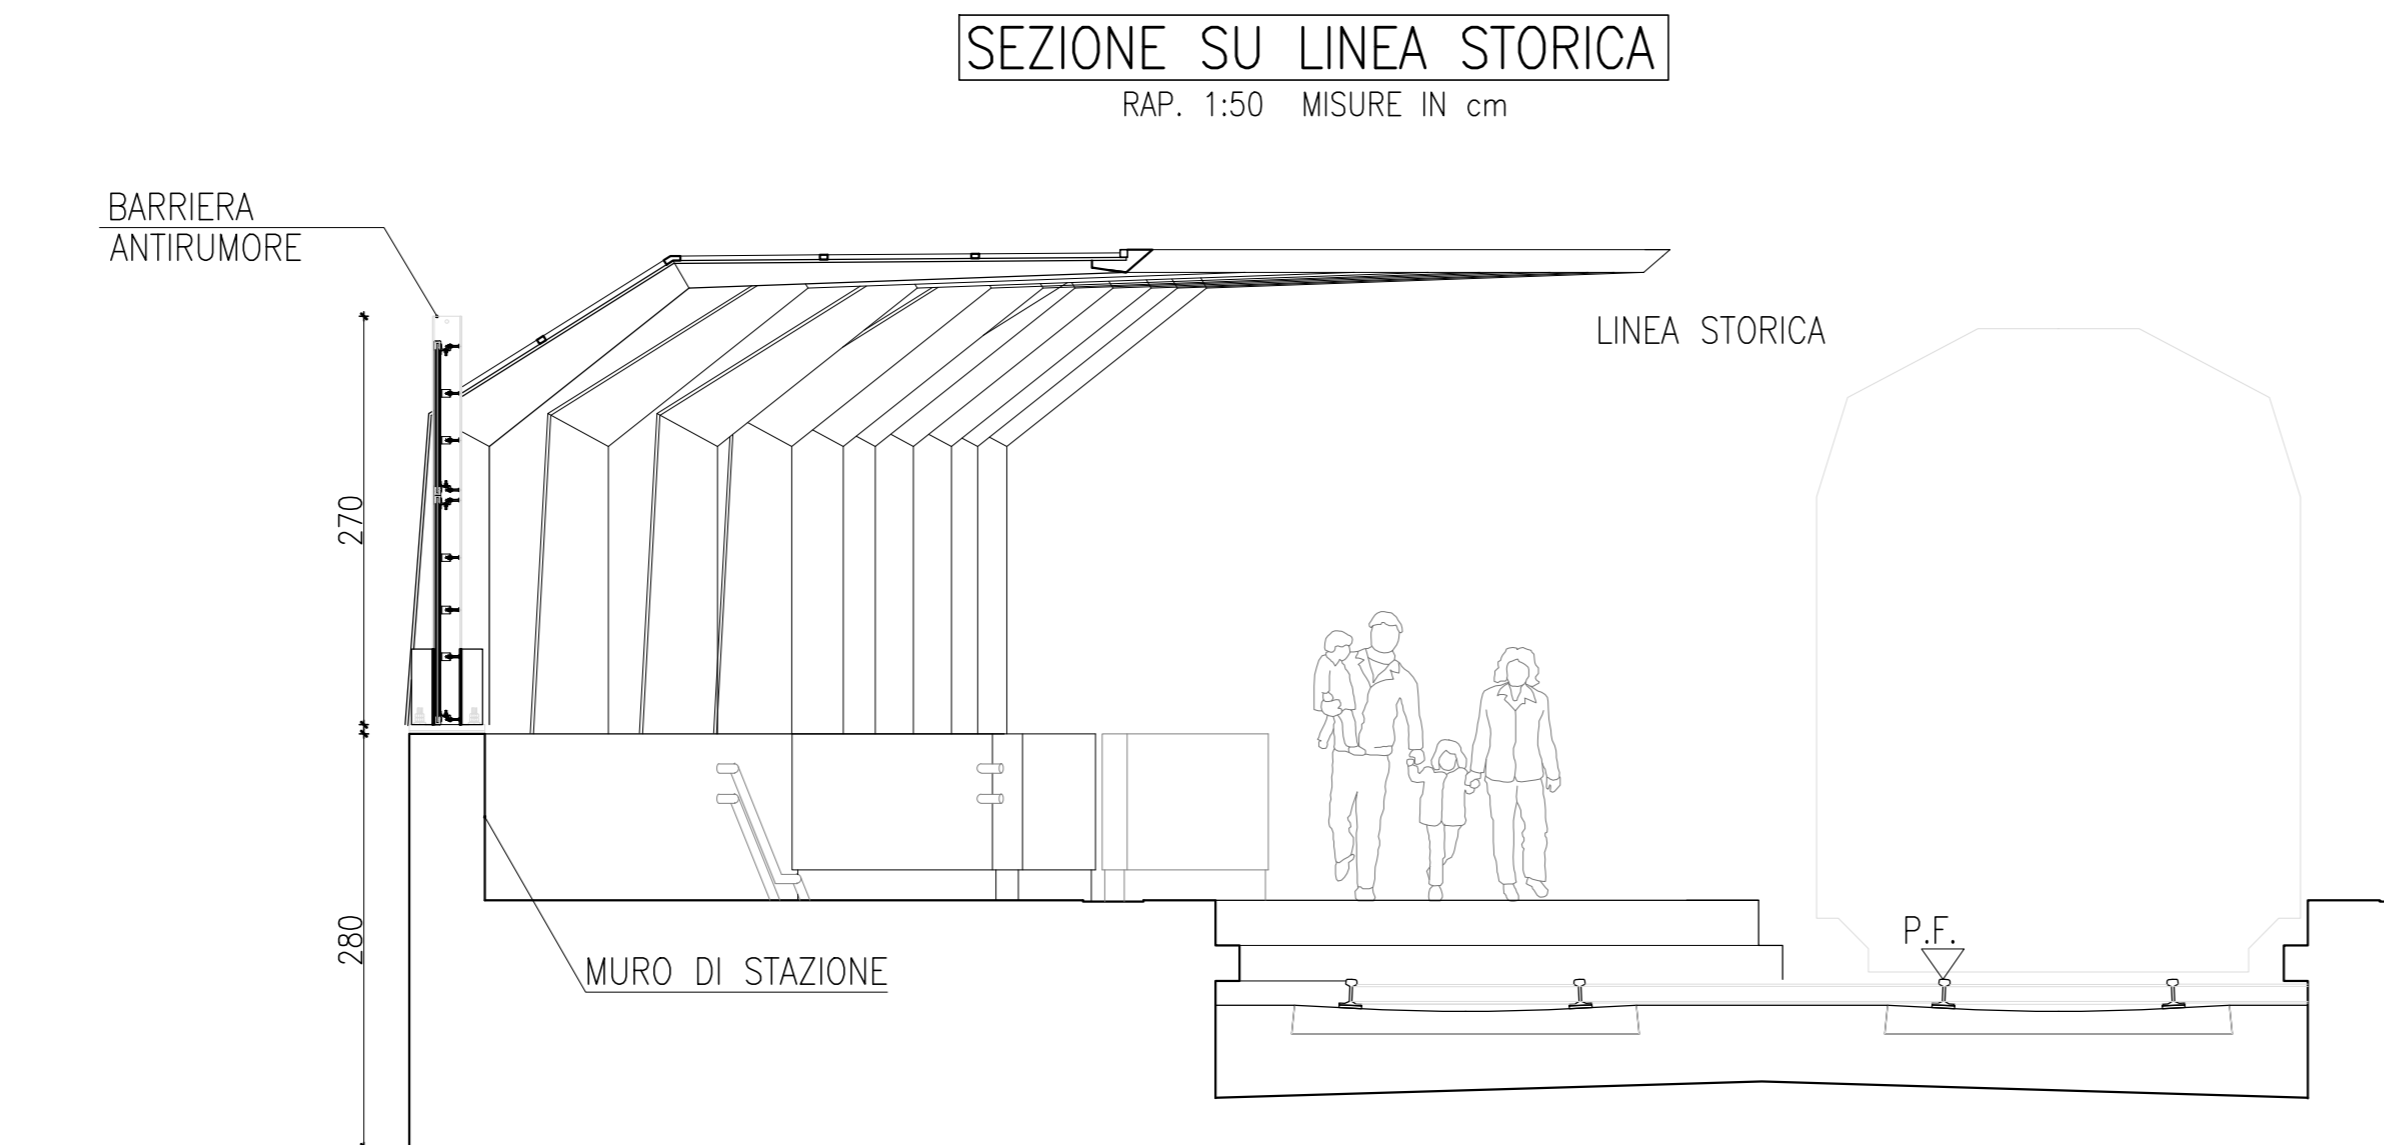 SEZIONE SU LINEA STORICA
RAP. 1:50 MISURE IN cm
BARRIERA
ANTIRUMORE
LINEA STORICA
270
280
P.F.
MURO DI STAZIONE